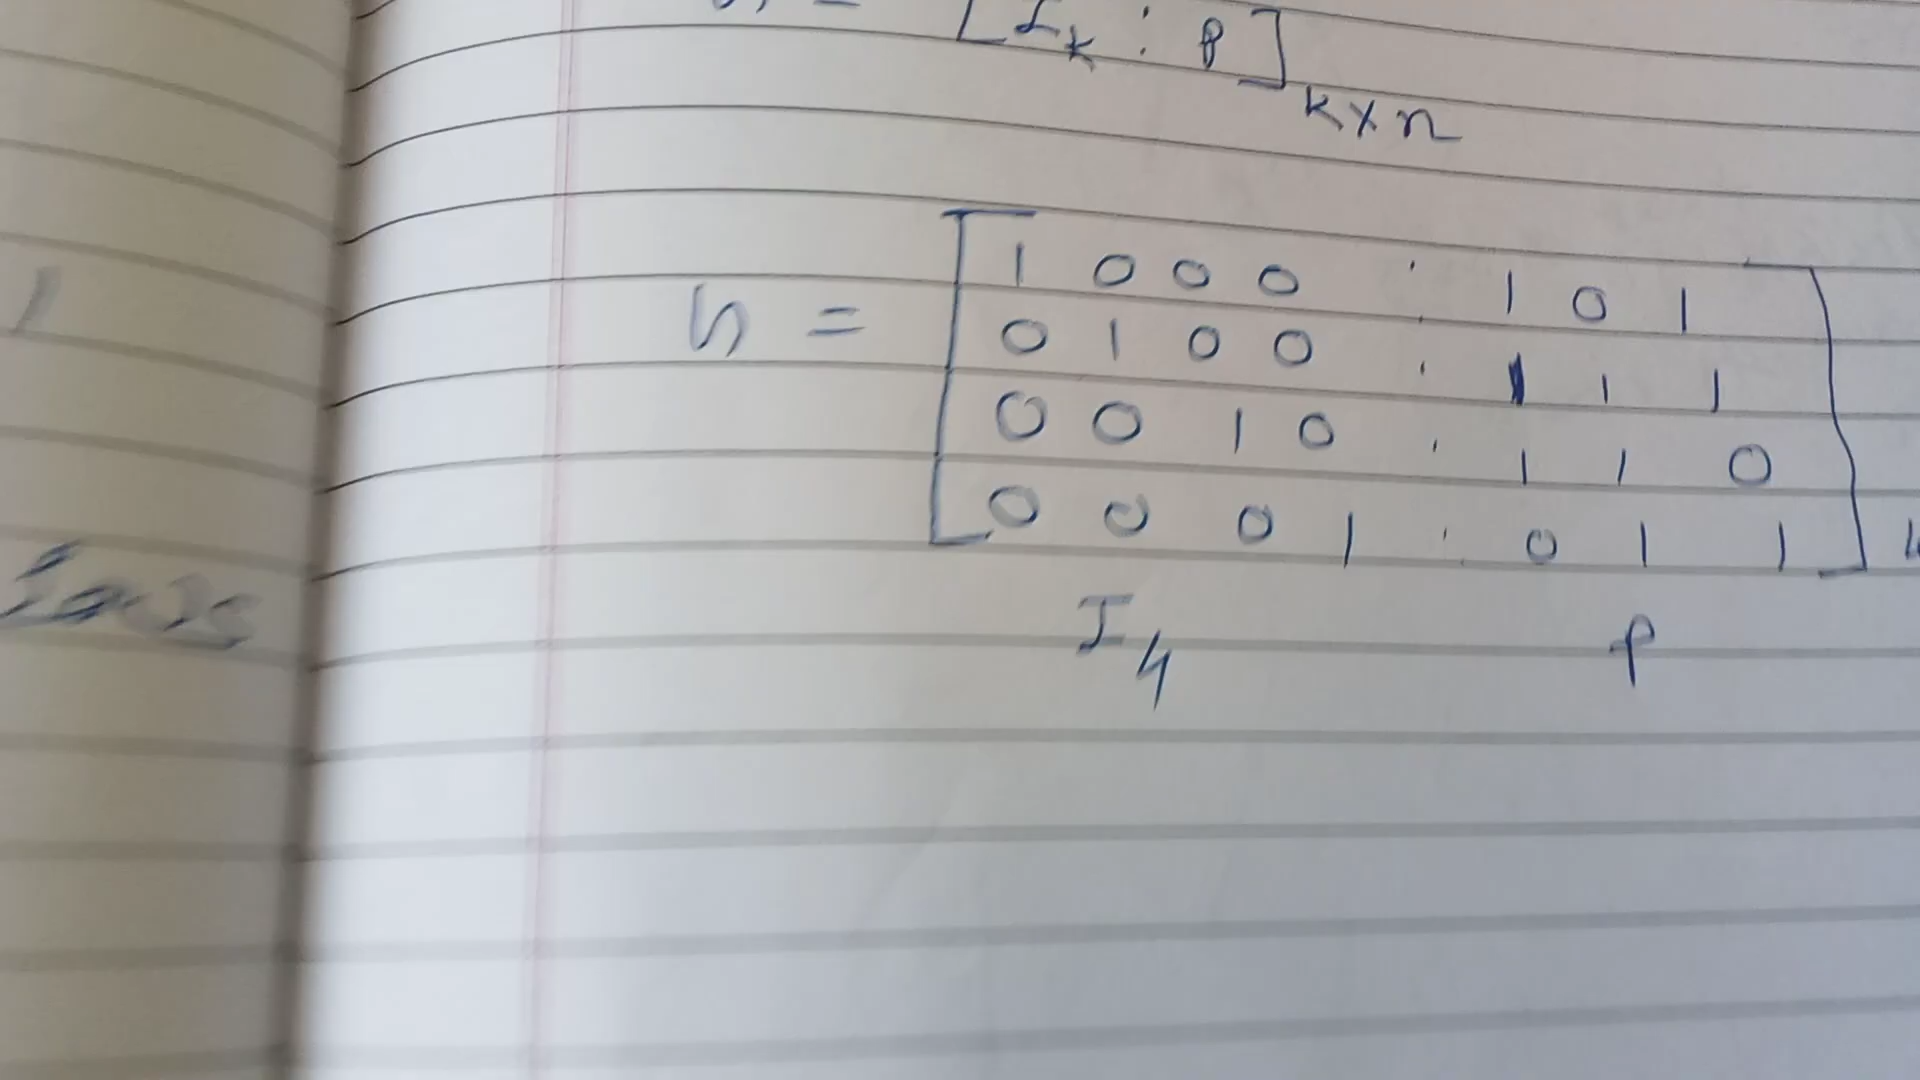 = [I_k : P]_{k×n}
G = [1 0 0 0 : 1 0 1
0 1 0 0 : 1 1 1
0 0 1 0 : 1 1 0
0 0 0 1 : 0 1 1]
I_4 P